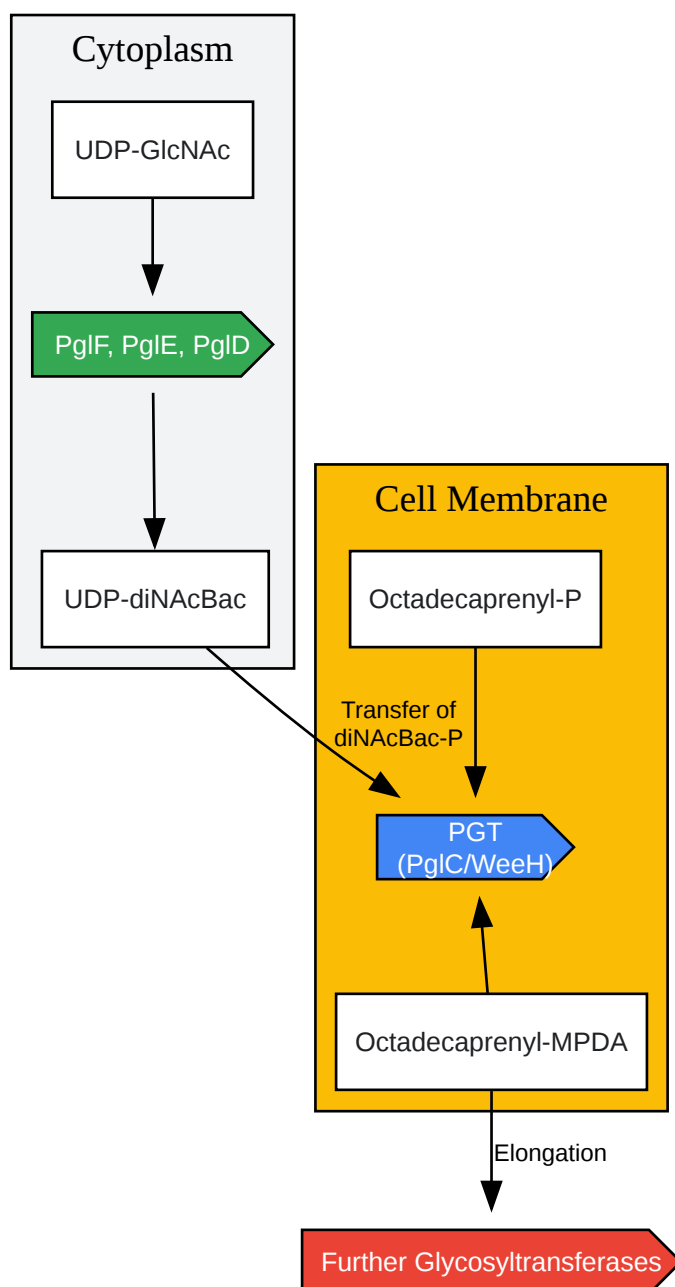 Cytoplasm
UDP-GlcNAc
PglF, PglE, PglD
UDP-diNAcBac
Cell Membrane
Octadecaprenyl-P
Transfer of
diNAcBac-P
PGT
(PglC/WeeH)
Octadecaprenyl-MPDA
Elongation
Further Glycosyltransferases